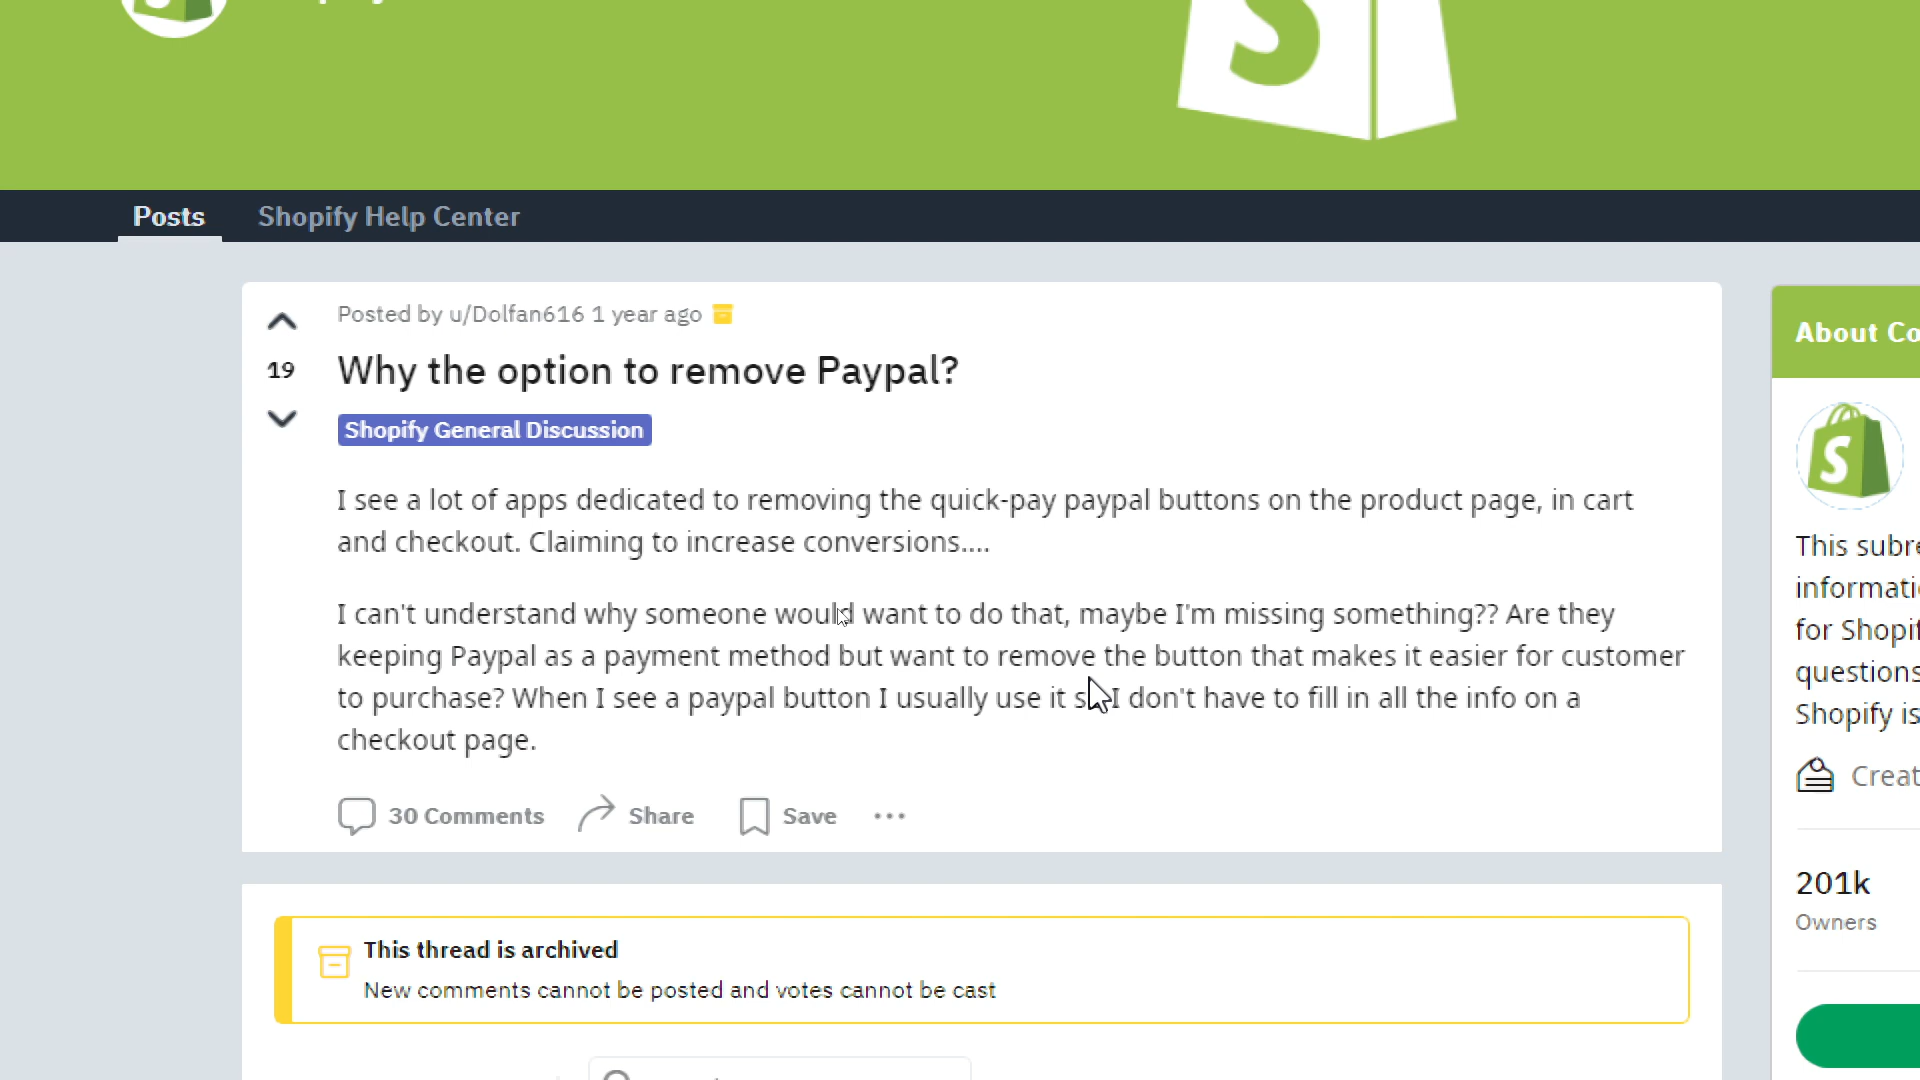 Posts
Shopify Help Center
Posted by u/Dolfan616 1 year ago
19
Why the option to remove Paypal?
Shopify General Discussion
I see a lot of apps dedicated to removing the quick-pay paypal buttons on the product page, in cart
and checkout. Claiming to increase conversions....
I can't understand why someone would want to do that, maybe I'm missing something?? Are they
keeping Paypal as a payment method but want to remove the button that makes it easier for customer
to purchase? When I see a paypal button I usually use it I don't have to fill in all the info on a
checkout page.
30 Comments
Share
Save
This thread is archived
New comments cannot be posted and votes cannot be cast
About
This
for
questions
Shopify is
201k
Owners